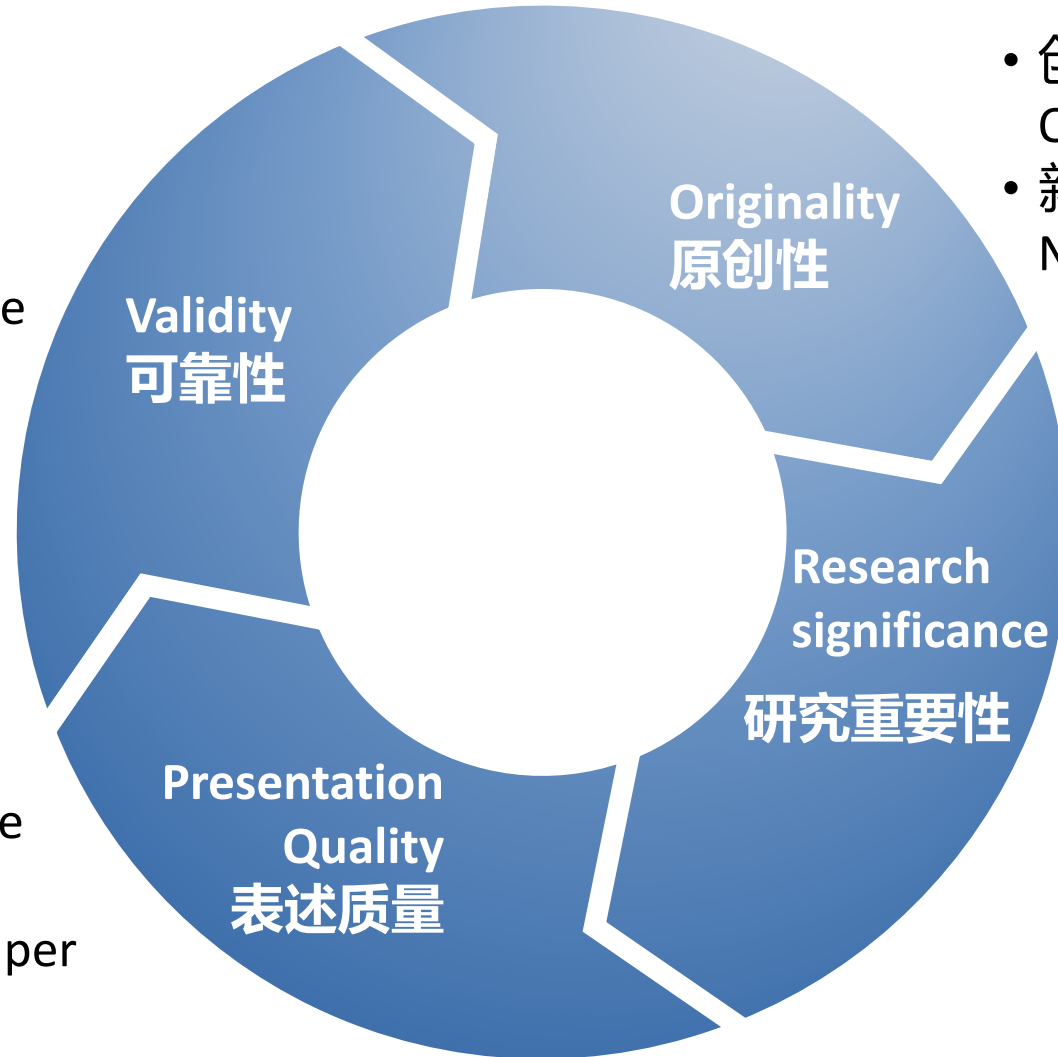 Originality
原创性
Research
significance
研究重要性
Presentation
Quality
表述质量
Validity
可靠性
per